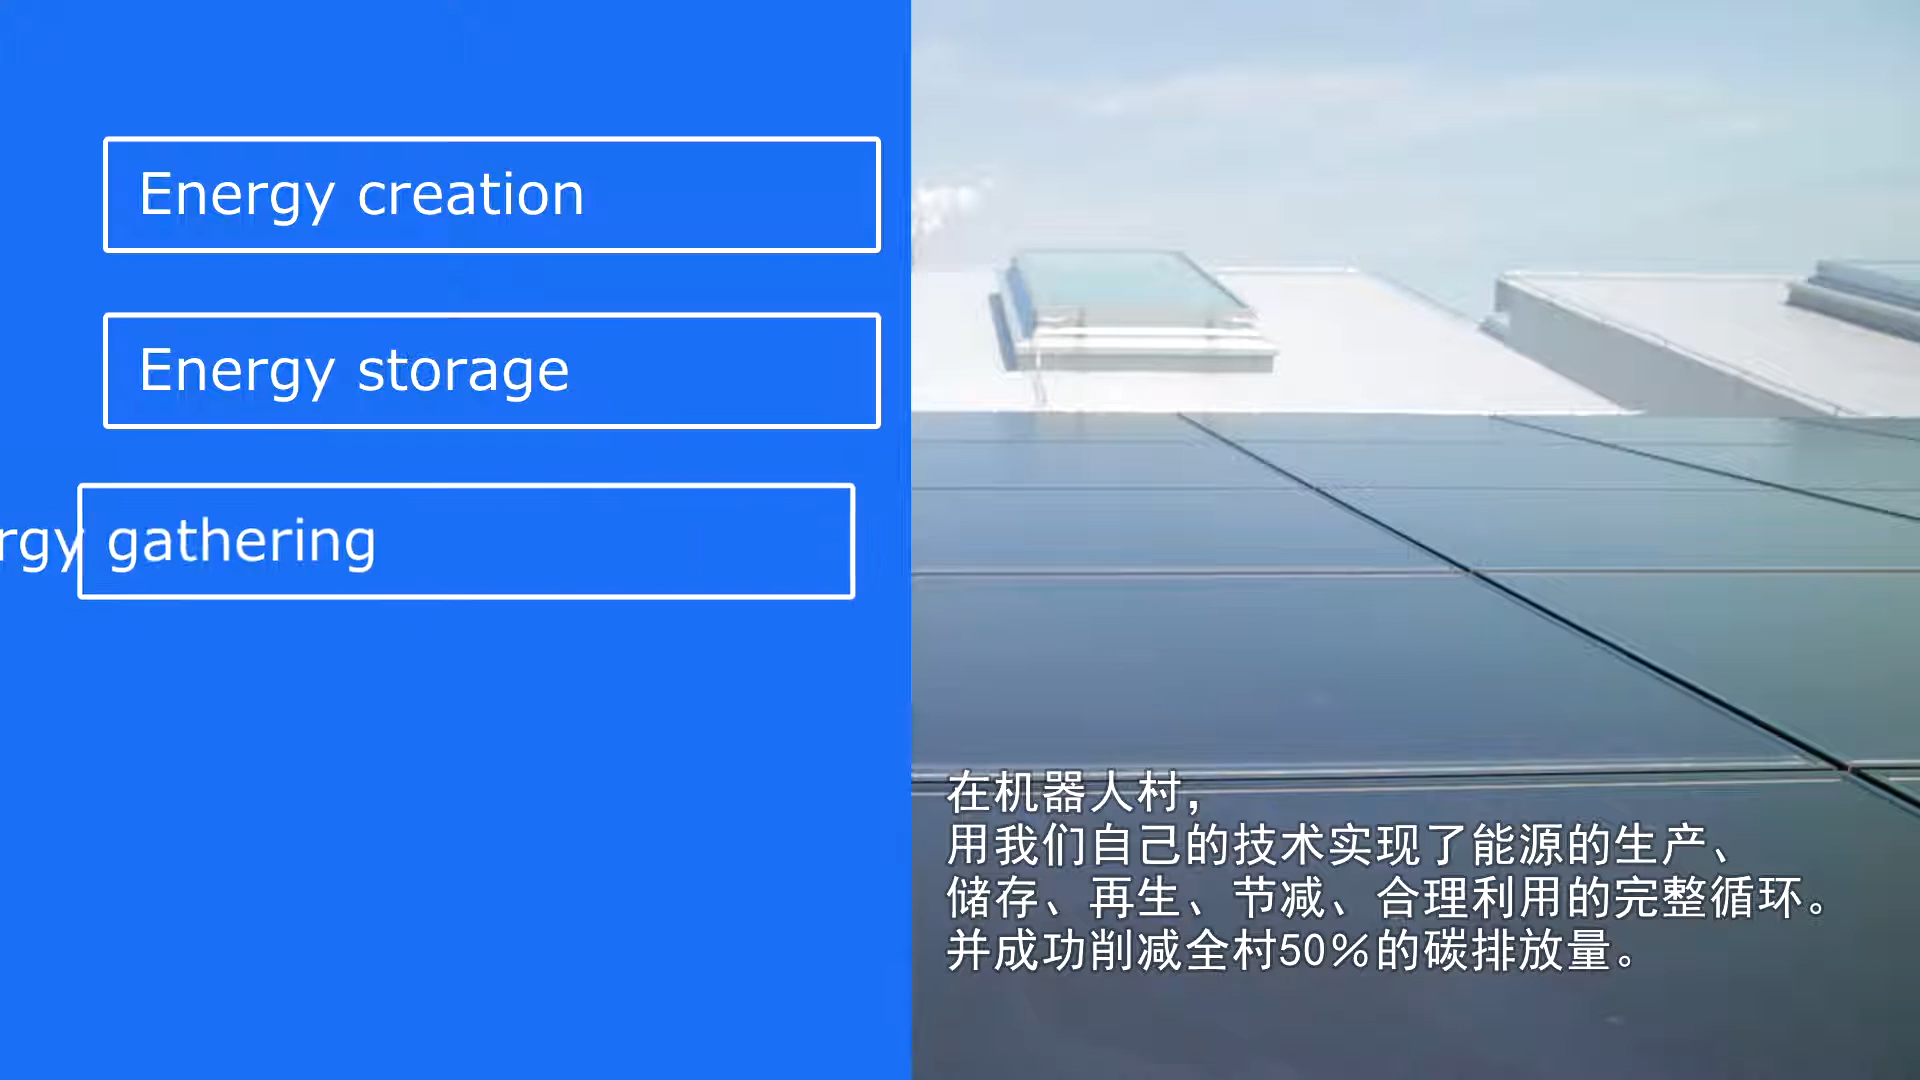 Energy creation
Energy storage
rgy gathering
在机器人村，
用我们自己的技术实现了能源的生产、
储存、再生、节减、合理利用的完整循环。
并成功削减全村50%的碳排放量。